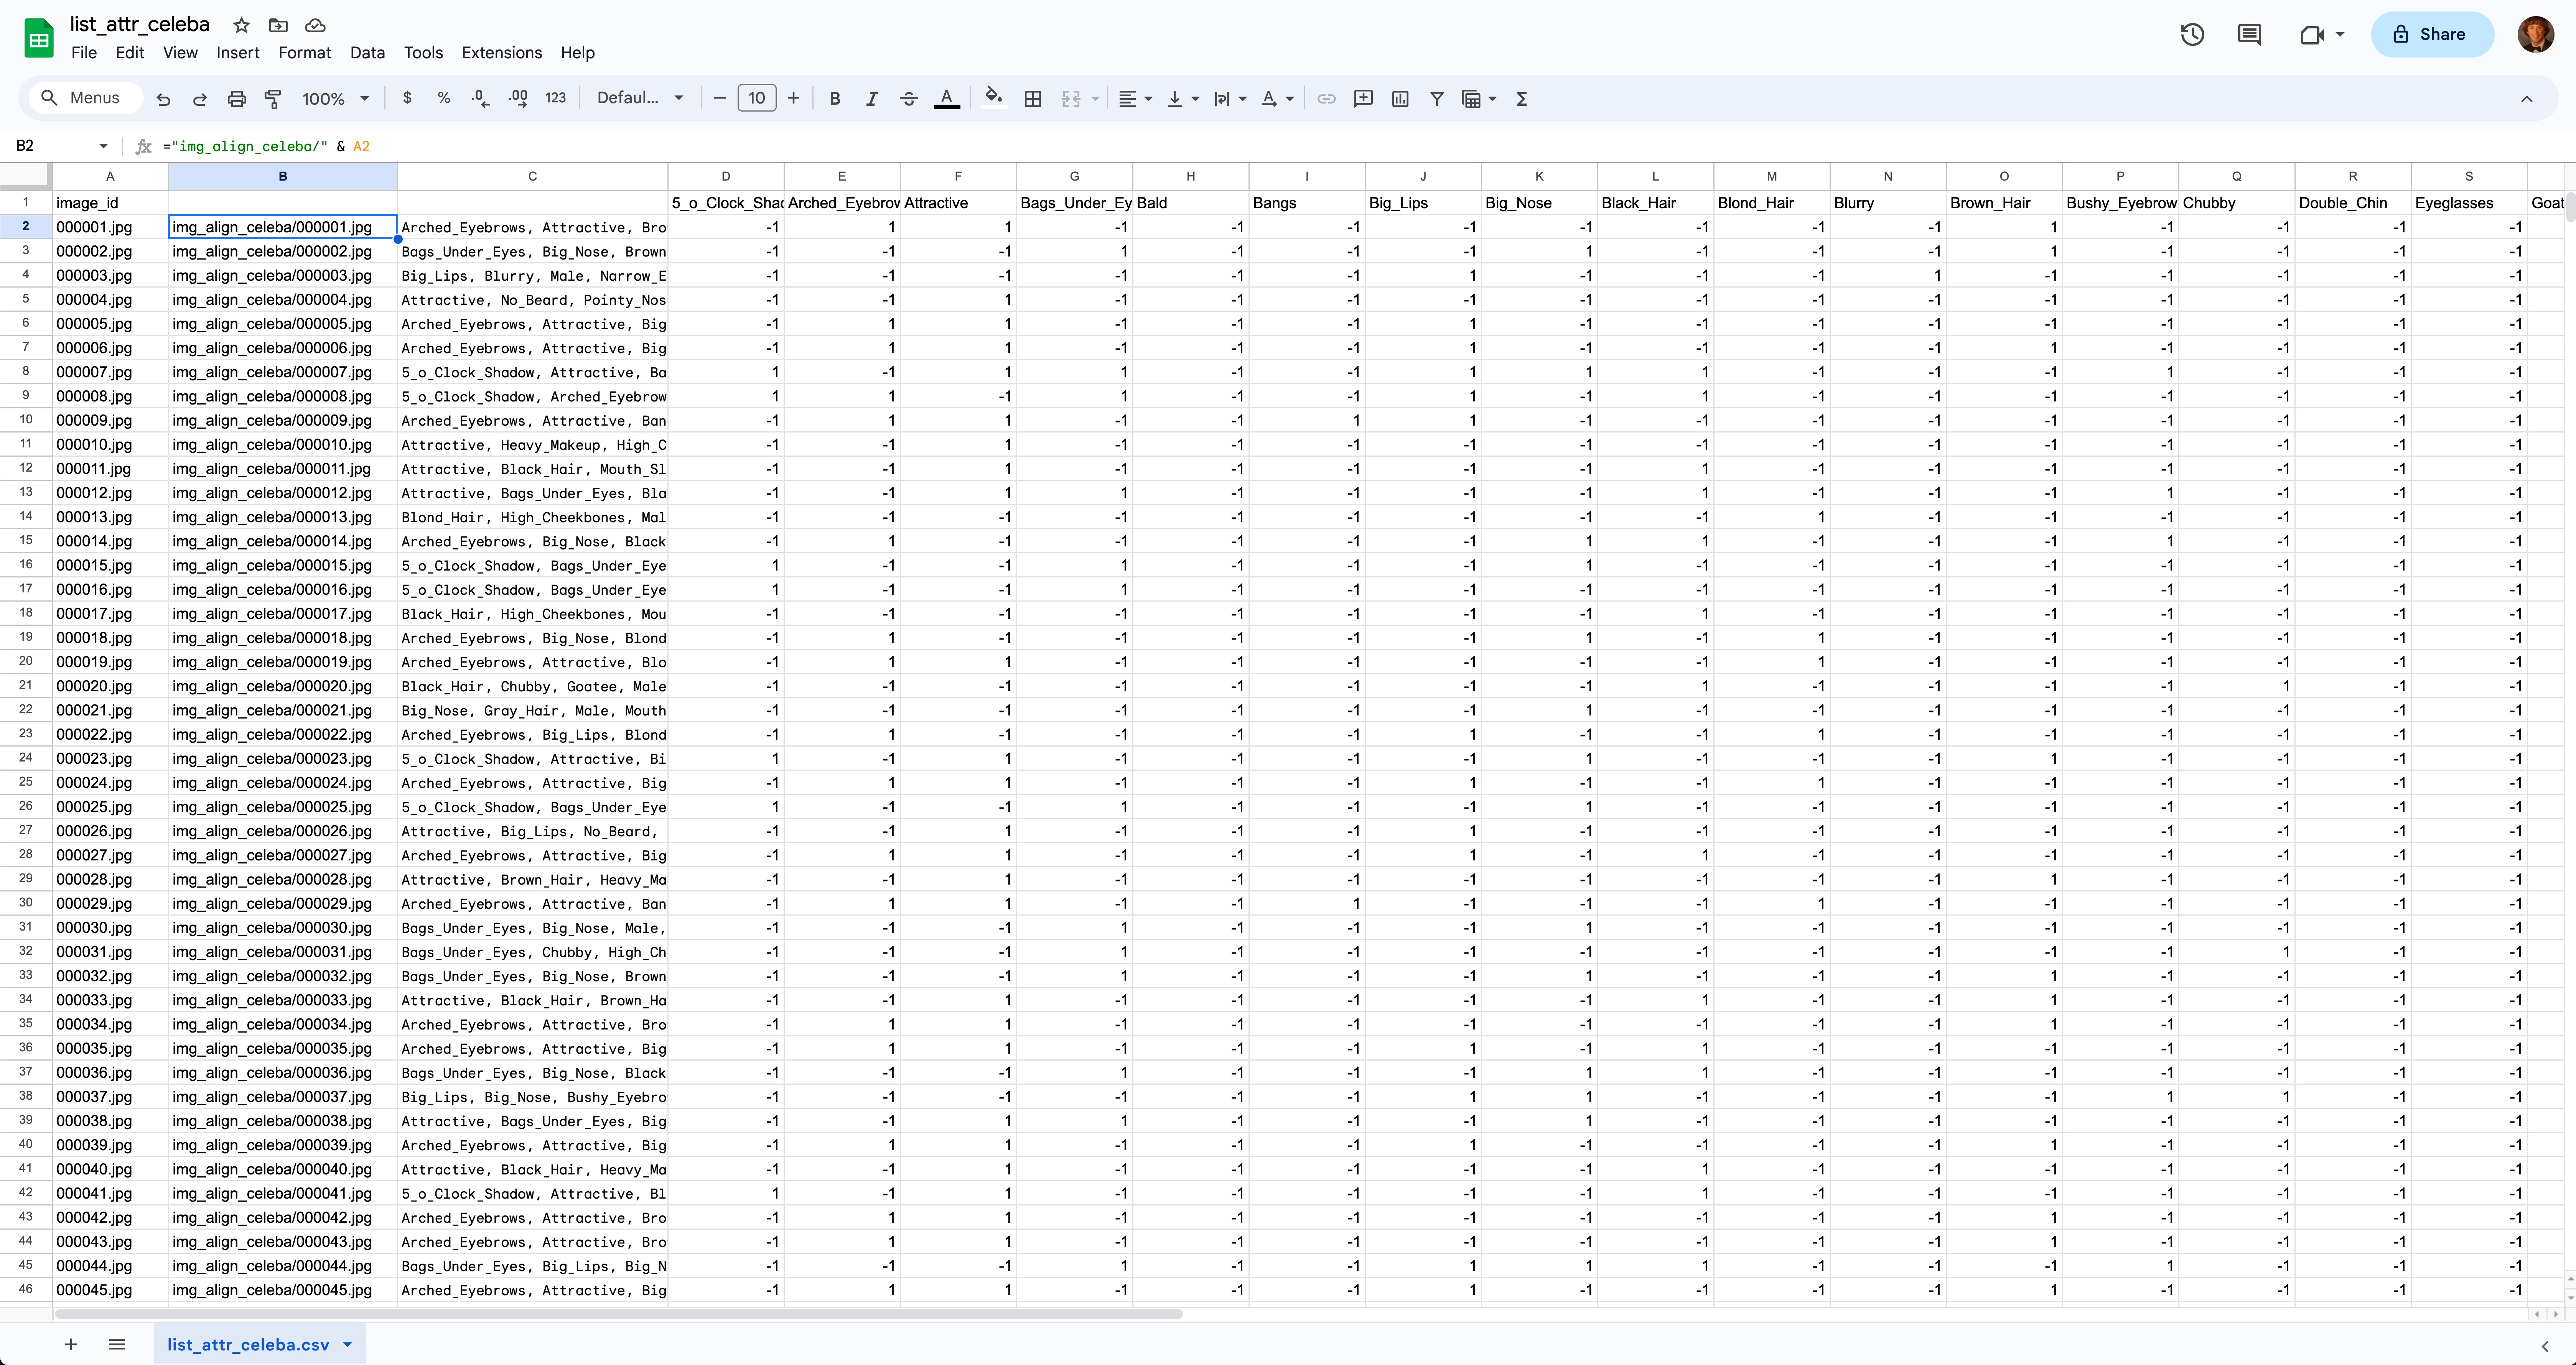 list_attr_celeba
File Edit View Insert Format Data Tools Extensions Help
Share
Menus 100% $ % .0 .00 123 Defaul... 10 B I A Σ
B2 fx ="img_align_celeba/" & A2
A B C D E F G H I J K L M N O P Q R S
1 image_id 5_o_Clock_Shad Arched_Eyebrow Attractive Bags_Under_Ey Bald Bangs Big_Lips Big_Nose Black_Hair Blond_Hair Blurry Brown_Hair Bushy_Eyebrow Chubby Double_Chin Eyeglasses Goat
2 000001.jpg img_align_celeba/000001.jpg Arched_Eyebrows, Attractive, Bro -1 1 1 -1 -1 -1 -1 -1 -1 -1 -1 1 -1 -1 -1 -1
3 000002.jpg img_align_celeba/000002.jpg Bags_Under_Eyes, Big_Nose, Brown -1 -1 -1 1 -1 -1 -1 1 -1 -1 -1 1 -1 -1 -1 -1
4 000003.jpg img_align_celeba/000003.jpg Big_Lips, Blurry, Male, Narrow_E -1 -1 -1 -1 -1 -1 1 -1 -1 -1 1 -1 -1 -1 -1 -1
5 000004.jpg img_align_celeba/000004.jpg Attractive, No_Beard, Pointy_Nos -1 -1 1 -1 -1 -1 -1 -1 -1 -1 -1 -1 -1 -1 -1 -1
6 000005.jpg img_align_celeba/000005.jpg Arched_Eyebrows, Attractive, Big -1 1 1 -1 -1 -1 1 -1 -1 -1 -1 -1 -1 -1 -1 -1
7 000006.jpg img_align_celeba/000006.jpg Arched_Eyebrows, Attractive, Big -1 1 1 -1 -1 -1 1 -1 -1 -1 -1 1 -1 -1 -1 -1
8 000007.jpg img_align_celeba/000007.jpg 5_o_Clock_Shadow, Attractive, Ba 1 -1 1 1 -1 -1 1 1 1 -1 -1 -1 1 -1 -1 -1
9 000008.jpg img_align_celeba/000008.jpg 5_o_Clock_Shadow, Arched_Eyebrow 1 1 -1 1 -1 -1 1 -1 1 -1 -1 -1 -1 -1 -1 -1
10 000009.jpg img_align_celeba/000009.jpg Arched_Eyebrows, Attractive, Ban -1 1 1 -1 -1 1 1 -1 -1 -1 -1 -1 -1 -1 -1 -1
11 000010.jpg img_align_celeba/000010.jpg Attractive, Heavy_Makeup, High_C -1 -1 1 -1 -1 -1 -1 -1 -1 -1 -1 -1 -1 -1 -1 -1
12 000011.jpg img_align_celeba/000011.jpg Attractive, Black_Hair, Mouth_Sl -1 -1 1 -1 -1 -1 -1 -1 1 -1 -1 -1 -1 -1 -1 -1
13 000012.jpg img_align_celeba/000012.jpg Attractive, Bags_Under_Eyes, Bla -1 -1 1 1 -1 -1 -1 -1 1 -1 -1 -1 1 -1 -1 -1
14 000013.jpg img_align_celeba/000013.jpg Blond_Hair, High_Cheekbones, Mal -1 -1 -1 -1 -1 -1 -1 -1 -1 1 -1 -1 -1 -1 -1 -1
15 000014.jpg img_align_celeba/000014.jpg Arched_Eyebrows, Big_Nose, Black -1 1 -1 -1 -1 -1 -1 1 1 -1 -1 -1 1 -1 -1 -1
16 000015.jpg img_align_celeba/000015.jpg 5_o_Clock_Shadow, Bags_Under_Eye 1 -1 -1 1 -1 -1 -1 1 -1 -1 -1 -1 -1 -1 -1 -1
17 000016.jpg img_align_celeba/000016.jpg 5_o_Clock_Shadow, Bags_Under_Eye 1 -1 -1 1 -1 -1 -1 -1 -1 -1 -1 -1 -1 -1 -1 -1
18 000017.jpg img_align_celeba/000017.jpg Black_Hair, High_Cheekbones, Mou -1 -1 -1 -1 -1 -1 -1 -1 1 -1 -1 -1 -1 -1 -1 -1
19 000018.jpg img_align_celeba/000018.jpg Arched_Eyebrows, Big_Nose, Blond -1 1 -1 -1 -1 -1 -1 1 -1 1 -1 -1 -1 -1 -1 -1
20 000019.jpg img_align_celeba/000019.jpg Arched_Eyebrows, Attractive, Blo -1 1 1 -1 -1 -1 -1 -1 -1 1 -1 -1 -1 -1 -1 -1
21 000020.jpg img_align_celeba/000020.jpg Black_Hair, Chubby, Goatee, Male -1 -1 -1 -1 -1 -1 -1 -1 1 -1 -1 -1 -1 1 -1 -1
22 000021.jpg img_align_celeba/000021.jpg Big_Nose, Gray_Hair, Male, Mouth -1 -1 -1 -1 -1 -1 -1 1 -1 -1 -1 -1 -1 -1 -1 -1
23 000022.jpg img_align_celeba/000022.jpg Arched_Eyebrows, Big_Lips, Blond -1 1 -1 -1 -1 -1 1 -1 -1 1 -1 -1 -1 -1 -1 -1
24 000023.jpg img_align_celeba/000023.jpg 5_o_Clock_Shadow, Attractive, Bi 1 -1 1 -1 -1 -1 -1 1 -1 -1 -1 1 -1 -1 -1 -1
25 000024.jpg img_align_celeba/000024.jpg Arched_Eyebrows, Attractive, Big -1 1 1 -1 -1 -1 1 -1 -1 1 -1 -1 -1 -1 -1 -1
26 000025.jpg img_align_celeba/000025.jpg 5_o_Clock_Shadow, Bags_Under_Eye 1 -1 -1 1 -1 -1 -1 1 -1 -1 -1 -1 -1 -1 -1 -1
27 000026.jpg img_align_celeba/000026.jpg Attractive, Big_Lips, No_Beard, -1 -1 1 -1 -1 -1 1 -1 -1 -1 -1 -1 -1 -1 -1 -1
28 000027.jpg img_align_celeba/000027.jpg Arched_Eyebrows, Attractive, Big -1 1 1 -1 -1 -1 1 -1 1 -1 -1 -1 -1 -1 -1 -1
29 000028.jpg img_align_celeba/000028.jpg Attractive, Brown_Hair, Heavy_Ma -1 -1 1 -1 -1 -1 -1 -1 -1 -1 -1 1 -1 -1 -1 -1
30 000029.jpg img_align_celeba/000029.jpg Arched_Eyebrows, Attractive, Ban -1 1 1 -1 -1 1 -1 -1 -1 1 -1 -1 -1 -1 -1 -1
31 000030.jpg img_align_celeba/000030.jpg Bags_Under_Eyes, Big_Nose, Male, -1 -1 -1 1 -1 -1 -1 1 -1 -1 -1 -1 -1 -1 -1 -1
32 000031.jpg img_align_celeba/000031.jpg Bags_Under_Eyes, Chubby, High_Ch -1 -1 -1 1 -1 -1 -1 -1 -1 -1 -1 -1 -1 1 -1 -1
33 000032.jpg img_align_celeba/000032.jpg Bags_Under_Eyes, Big_Nose, Brown -1 -1 -1 1 -1 -1 -1 1 -1 -1 -1 1 -1 -1 -1 -1
34 000033.jpg img_align_celeba/000033.jpg Attractive, Black_Hair, Brown_Ha -1 -1 1 -1 -1 -1 -1 -1 1 -1 -1 1 -1 -1 -1 -1
35 000034.jpg img_align_celeba/000034.jpg Arched_Eyebrows, Attractive, Bro -1 1 1 -1 -1 -1 -1 -1 -1 -1 -1 1 -1 -1 -1 -1
36 000035.jpg img_align_celeba/000035.jpg Arched_Eyebrows, Attractive, Big -1 1 1 -1 -1 -1 1 -1 1 -1 -1 -1 -1 -1 -1 -1
37 000036.jpg img_align_celeba/000036.jpg Bags_Under_Eyes, Big_Nose, Black -1 -1 -1 1 -1 -1 -1 1 1 -1 -1 -1 -1 -1 -1 -1
38 000037.jpg img_align_celeba/000037.jpg Big_Lips, Big_Nose, Bushy_Eyebro -1 -1 -1 -1 -1 -1 1 1 -1 -1 -1 -1 1 1 -1 -1
39 000038.jpg img_align_celeba/000038.jpg Attractive, Bags_Under_Eyes, Big -1 -1 1 1 -1 -1 -1 1 -1 -1 -1 -1 -1 -1 -1 -1
40 000039.jpg img_align_celeba/000039.jpg Arched_Eyebrows, Attractive, Big -1 1 1 -1 -1 -1 1 -1 -1 -1 -1 1 -1 -1 -1 -1
41 000040.jpg img_align_celeba/000040.jpg Attractive, Black_Hair, Heavy_Ma -1 -1 1 -1 -1 -1 -1 -1 1 -1 -1 -1 -1 -1 -1 -1
42 000041.jpg img_align_celeba/000041.jpg 5_o_Clock_Shadow, Attractive, Bl 1 -1 1 -1 -1 -1 -1 -1 1 -1 -1 -1 -1 -1 -1 -1
43 000042.jpg img_align_celeba/000042.jpg Arched_Eyebrows, Attractive, Bro -1 1 1 -1 -1 -1 -1 -1 -1 -1 -1 1 -1 -1 -1 -1
44 000043.jpg img_align_celeba/000043.jpg Arched_Eyebrows, Attractive, Bro -1 1 1 -1 -1 -1 -1 -1 -1 -1 -1 1 -1 -1 -1 -1
45 000044.jpg img_align_celeba/000044.jpg Bags_Under_Eyes, Big_Lips, Big_N -1 -1 -1 1 -1 -1 1 1 1 -1 -1 -1 1 -1 -1 -1
46 000045.jpg img_align_celeba/000045.jpg Arched_Eyebrows, Attractive, Big -1 1 1 -1 -1 -1 1 -1 -1 -1 -1 1 -1 -1 -1 -1
list_attr_celeba.csv